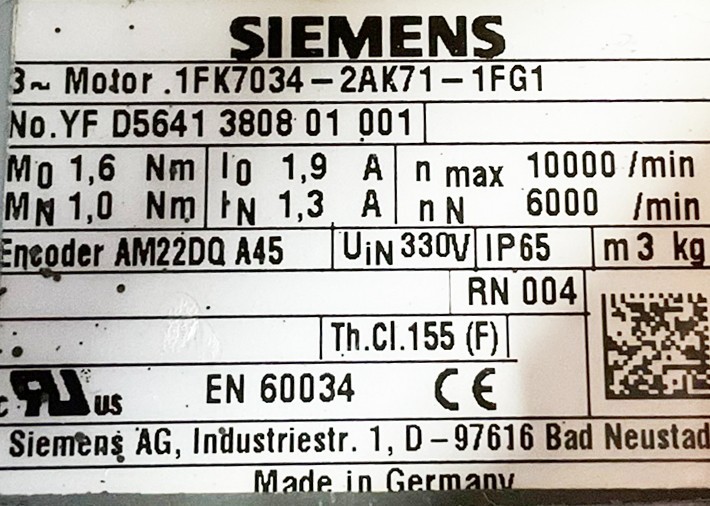 SIEMENS
3~ Motor .1FK7034-2AK71-1FG1
No.YF D5641 3808 01 001
M0 1,6 Nm I0 1,9 A n max 10000 /min
MN 1,0 Nm IN 1,3 A n N 6000 /min
Encoder AM22DQ A45 UiN 330V IP65 m 3 kg
RN 004
Th.Cl.155 (F)
c RU us EN 60034 CE
Siemens AG, Industriestr. 1, D-97616 Bad Neustad
Made in Germany